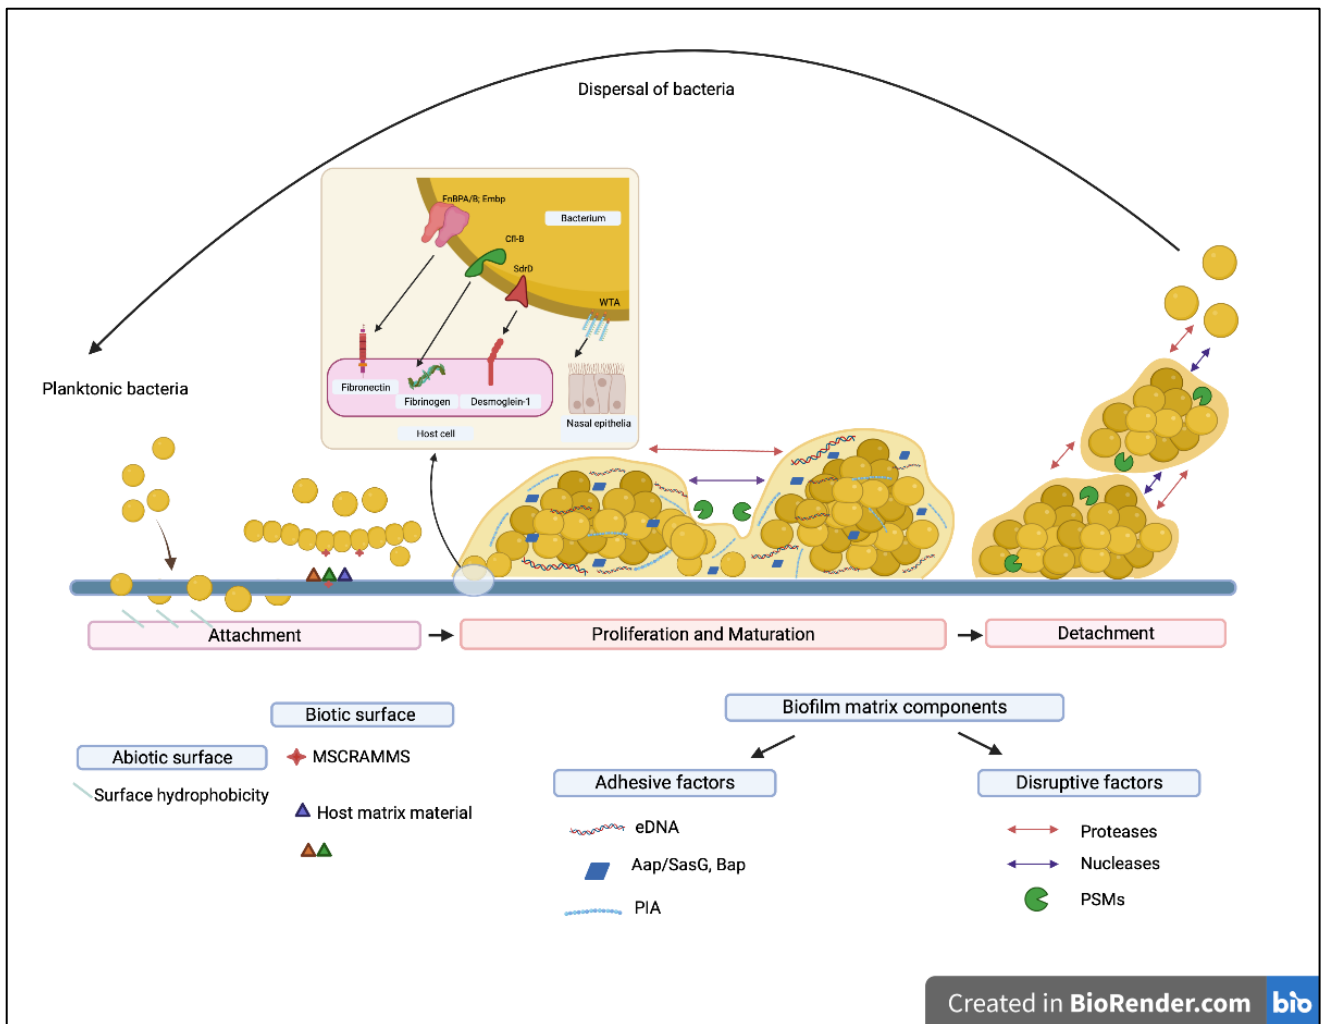 Dispersal of bacteria
FnBPA/B; Embp
Bacterium
Cfl-B
SdrD
WTA
Fibronectin
Fibrinogen
Desmoglein-1
Nasal epithelia
Host cell
Planktonic bacteria
Attachment
Proliferation and Maturation
Detachment
Biotic surface
MSCRAMMS
Host matrix material
Abiotic surface
Surface hydrophobicity
Biofilm matrix components
Adhesive factors
eDNA
Aap/SasG, Bap
PIA
Disruptive factors
Proteases
Nucleases
PSMs
Created in BioRender.com bio